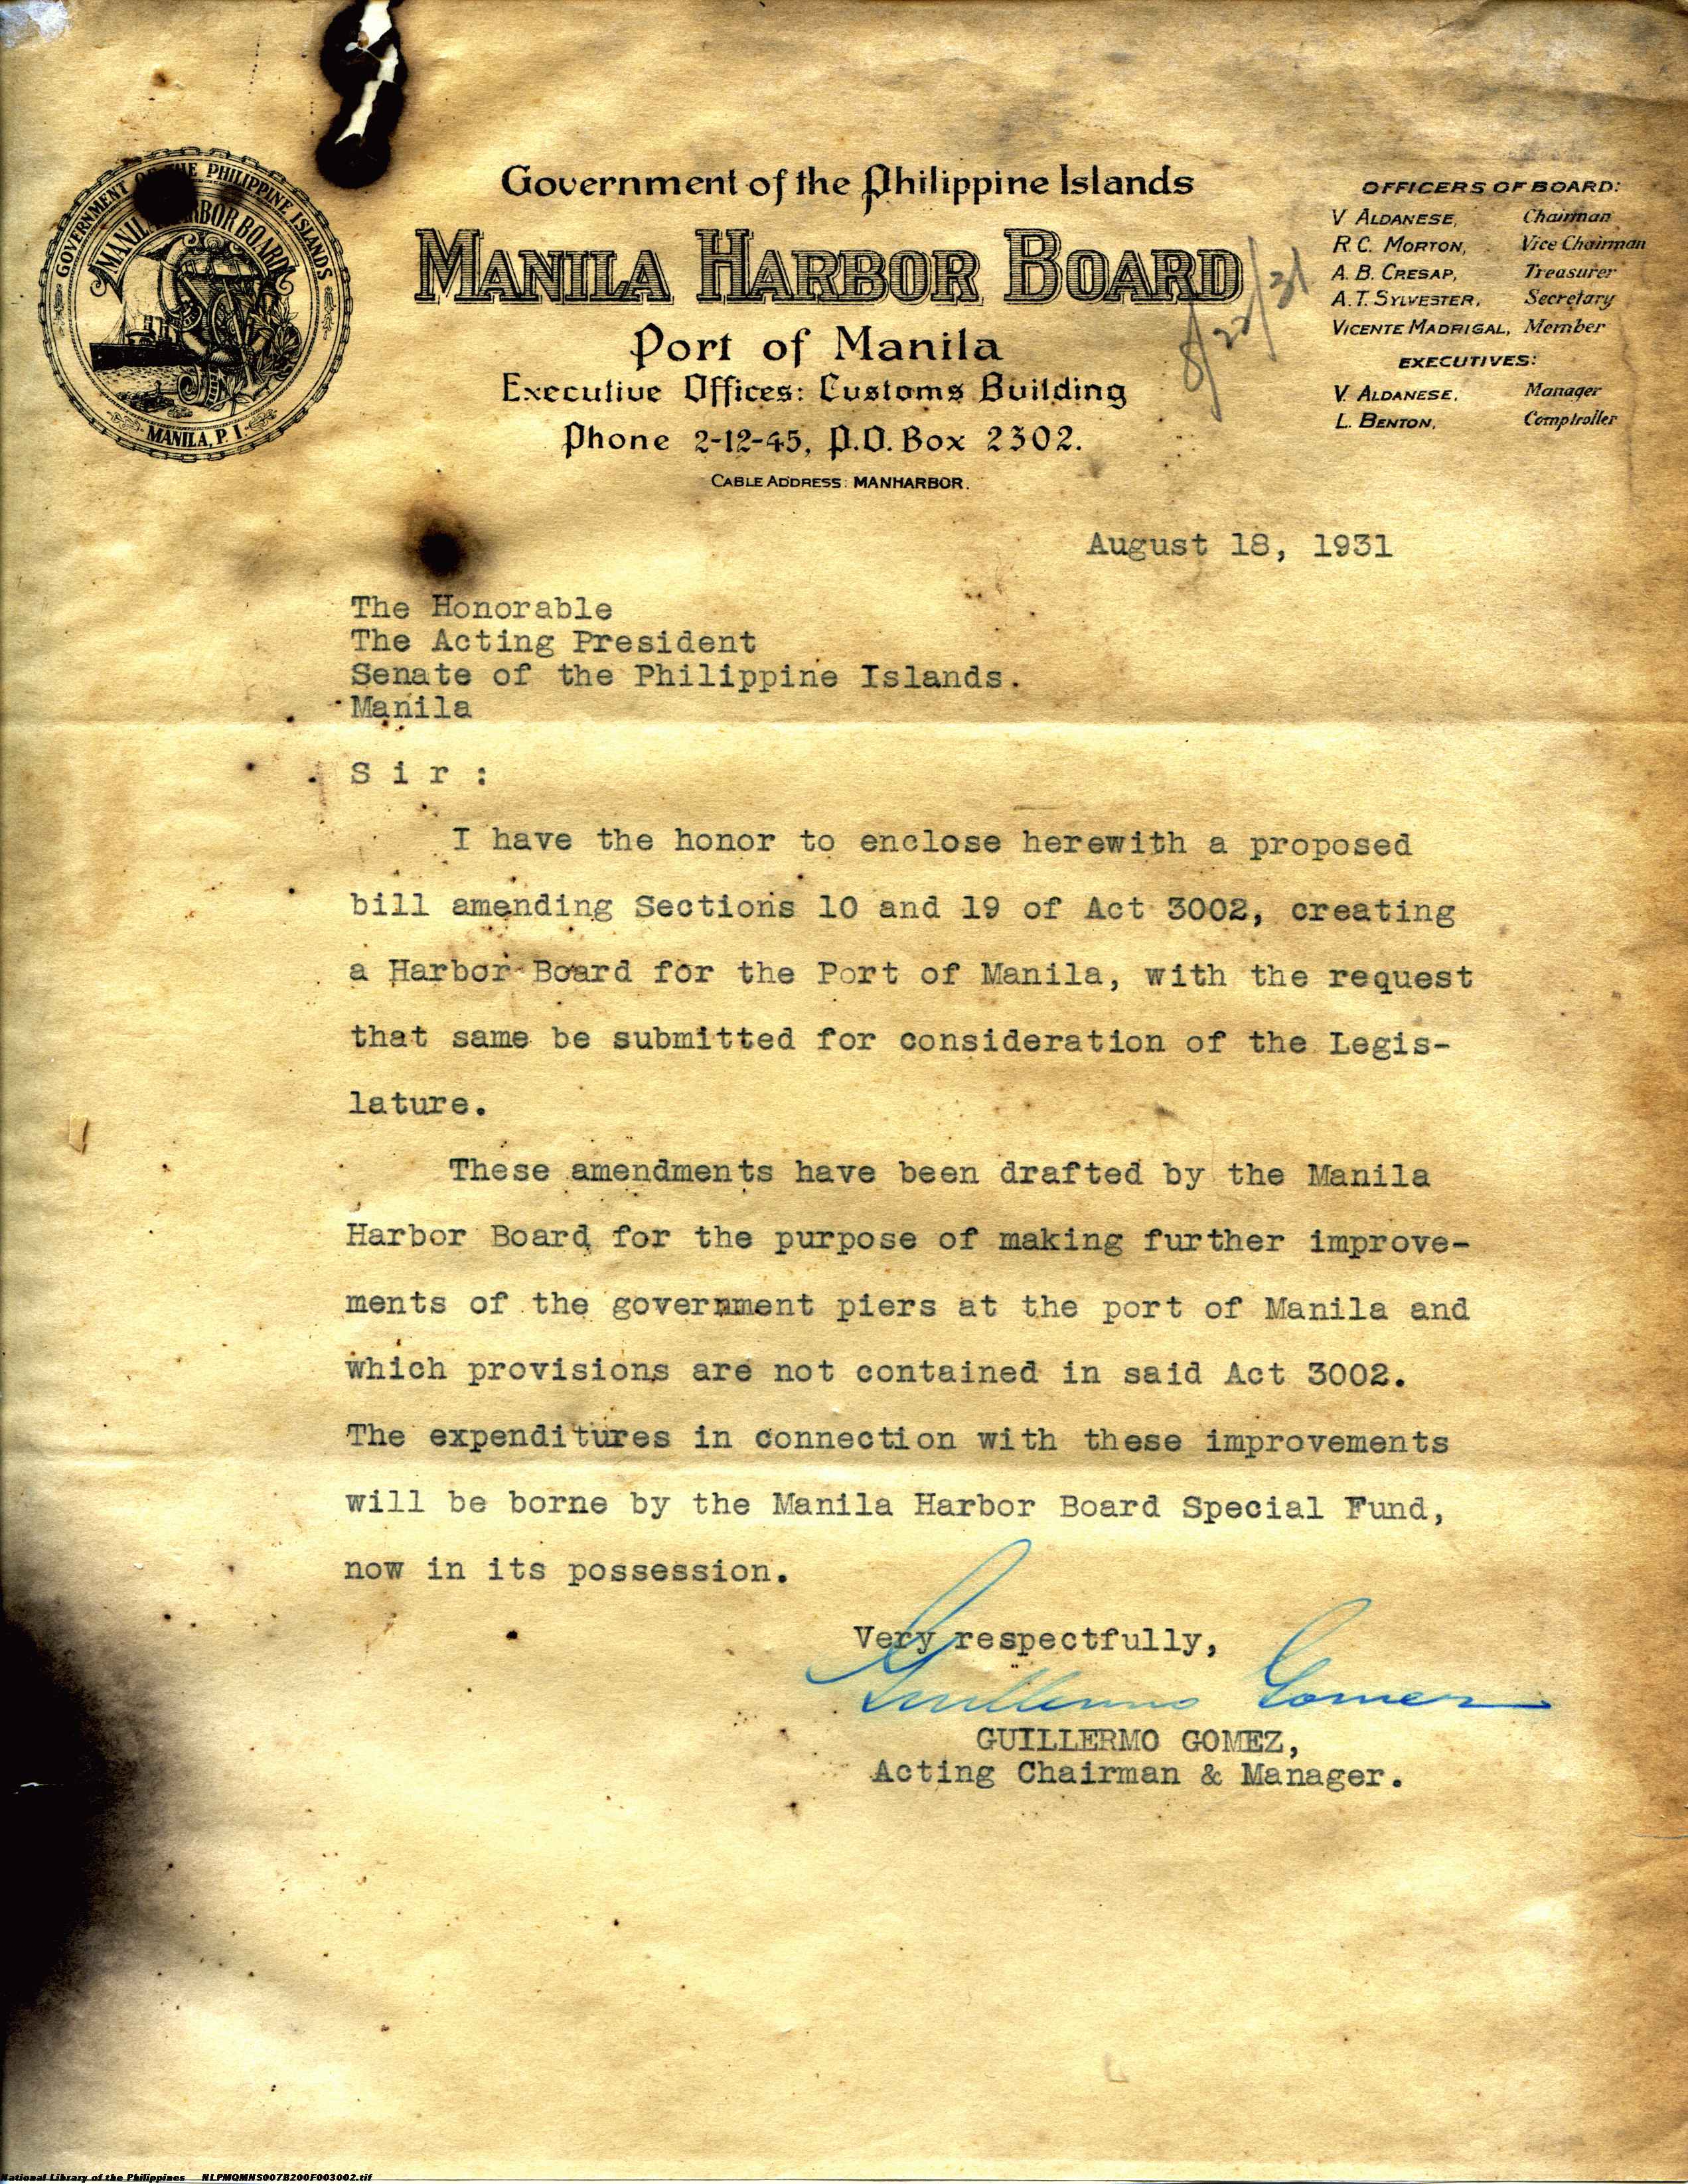 GOVERNMENT OF THE PHILIPPINE ISLANDS
MANILA HARBOR BOARD
MANILA, P. I.
Government of the Philippine Islands
MANILA HARBOR BOARD
Port of Manila
Executive Offices: Customs Building
Phone 2-12-45, P.O. Box 2302.
CABLE ADDRESS: MANHARBOR.
OFFICERS OF BOARD:
V ALDANESE, Chairman
R. C. MORTON, Vice Chairman
A. B. CRESAP, Treasurer
A. T. SYLVESTER, Secretary
VICENTE MADRIGAL, Member
EXECUTIVES:
V. ALDANESE, Manager
L. BENTON, Comptroller
8/22/31
August 18, 1931
The Honorable
The Acting President
Senate of the Philippine Islands.
Manila
S i r :
I have the honor to enclose herewith a proposed
bill amending Sections 10 and 19 of Act 3002, creating
a Harbor Board for the Port of Manila, with the request
that same be submitted for consideration of the Legis-
lature.
These amendments have been drafted by the Manila
Harbor Board for the purpose of making further improve-
ments of the government piers at the port of Manila and
which provisions are not contained in said Act 3002.
The expenditures in connection with these improvements
will be borne by the Manila Harbor Board Special Fund,
now in its possession.
Very respectfully,
Guillermo Gomez
GUILLERMO GOMEZ,
Acting Chairman & Manager.
National Library of the Philippines NLPMQMNS007B200F003002.tif